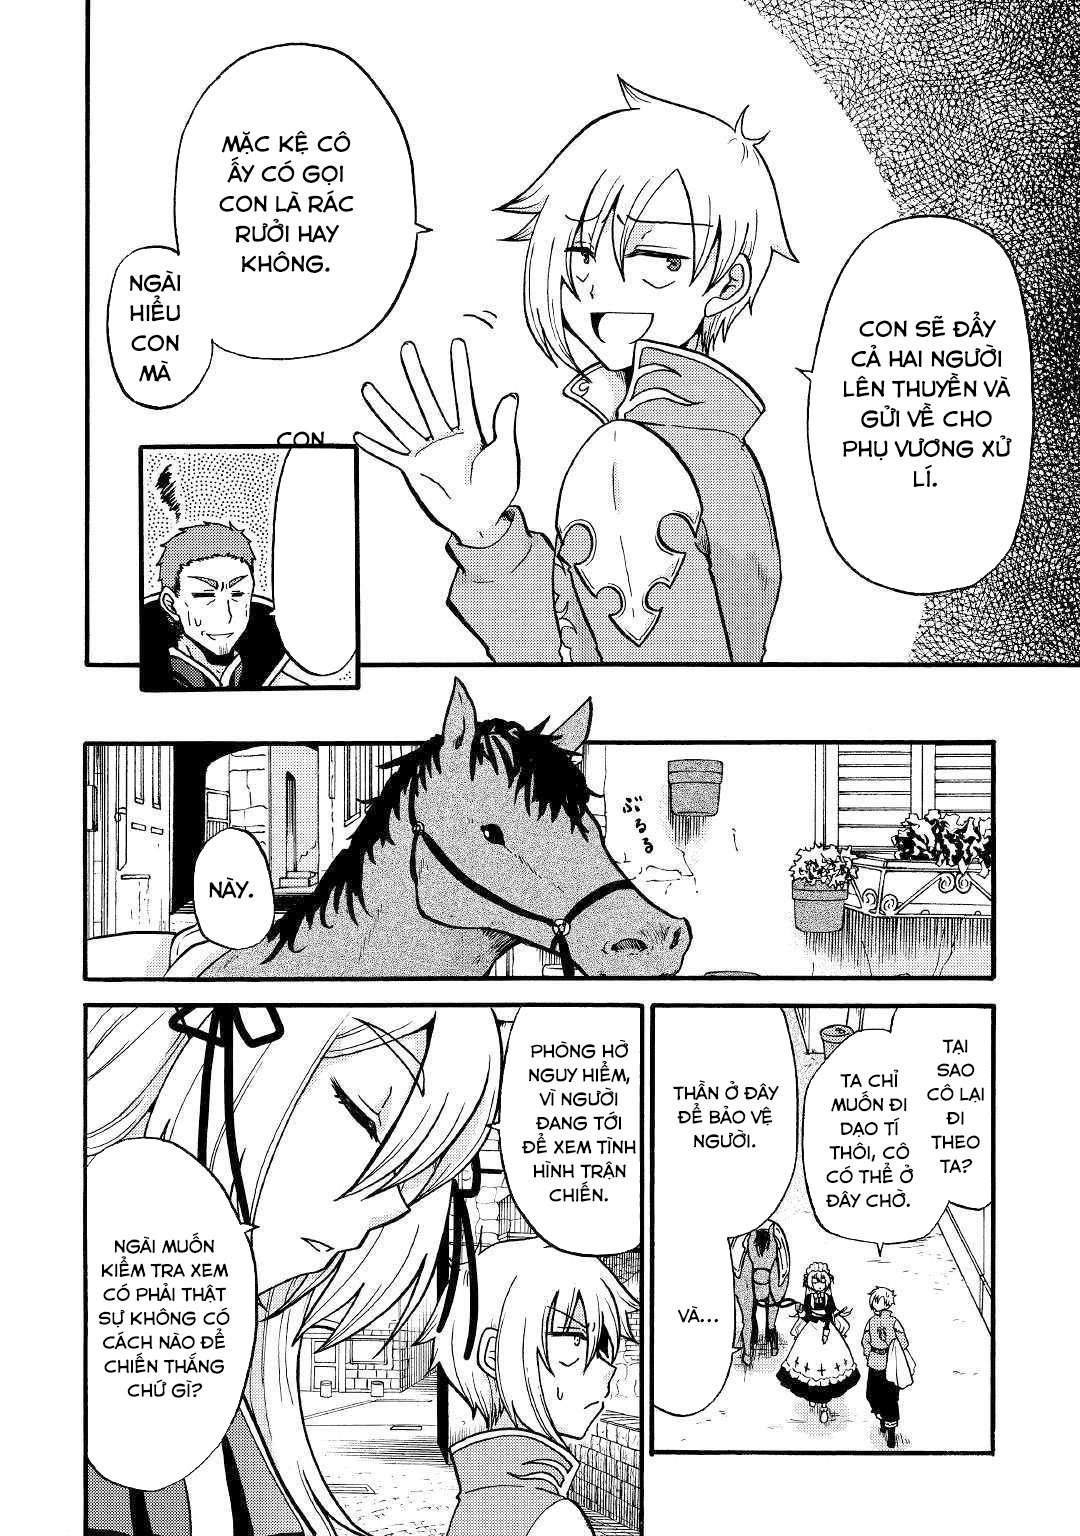 CON SẼ ĐẨY
CẢ HAI NGƯỜI
LÊN THUYỀN VÀ
GỬI VỀ CHO
PHỤ VƯƠNG XỬ
LÍ.
MẶC KỆ CÔ
ẤY CÓ GỌI
CON LÀ RÁC
RƯỞI HAY
KHÔNG.
NGÀI
HIỂU
CON
MÀ
CON
NÀY.
ぶるる
TẠI
SAO
CÔ LẠI
ĐI
THEO
TA?
TA CHỈ
MUỐN ĐI
DẠO TÍ
THÔI, CÔ
CÓ THỂ Ở
ĐÂY CHỜ.
THẦN Ở ĐÂY
ĐỂ BẢO VỆ
NGƯỜI.
VÀ...
PHÒNG HỜ
NGUY HIỂM,
VÌ NGƯỜI
ĐANG TỚI
ĐỂ XEM TÌNH
HÌNH TRẬN
CHIẾN.
NGÀI MUỐN
KIỂM TRA XEM
CÓ PHẢI THẬT
SỰ KHÔNG CÓ
CÁCH NÀO ĐỂ
CHIẾN THẮNG
CHỨ GÌ?